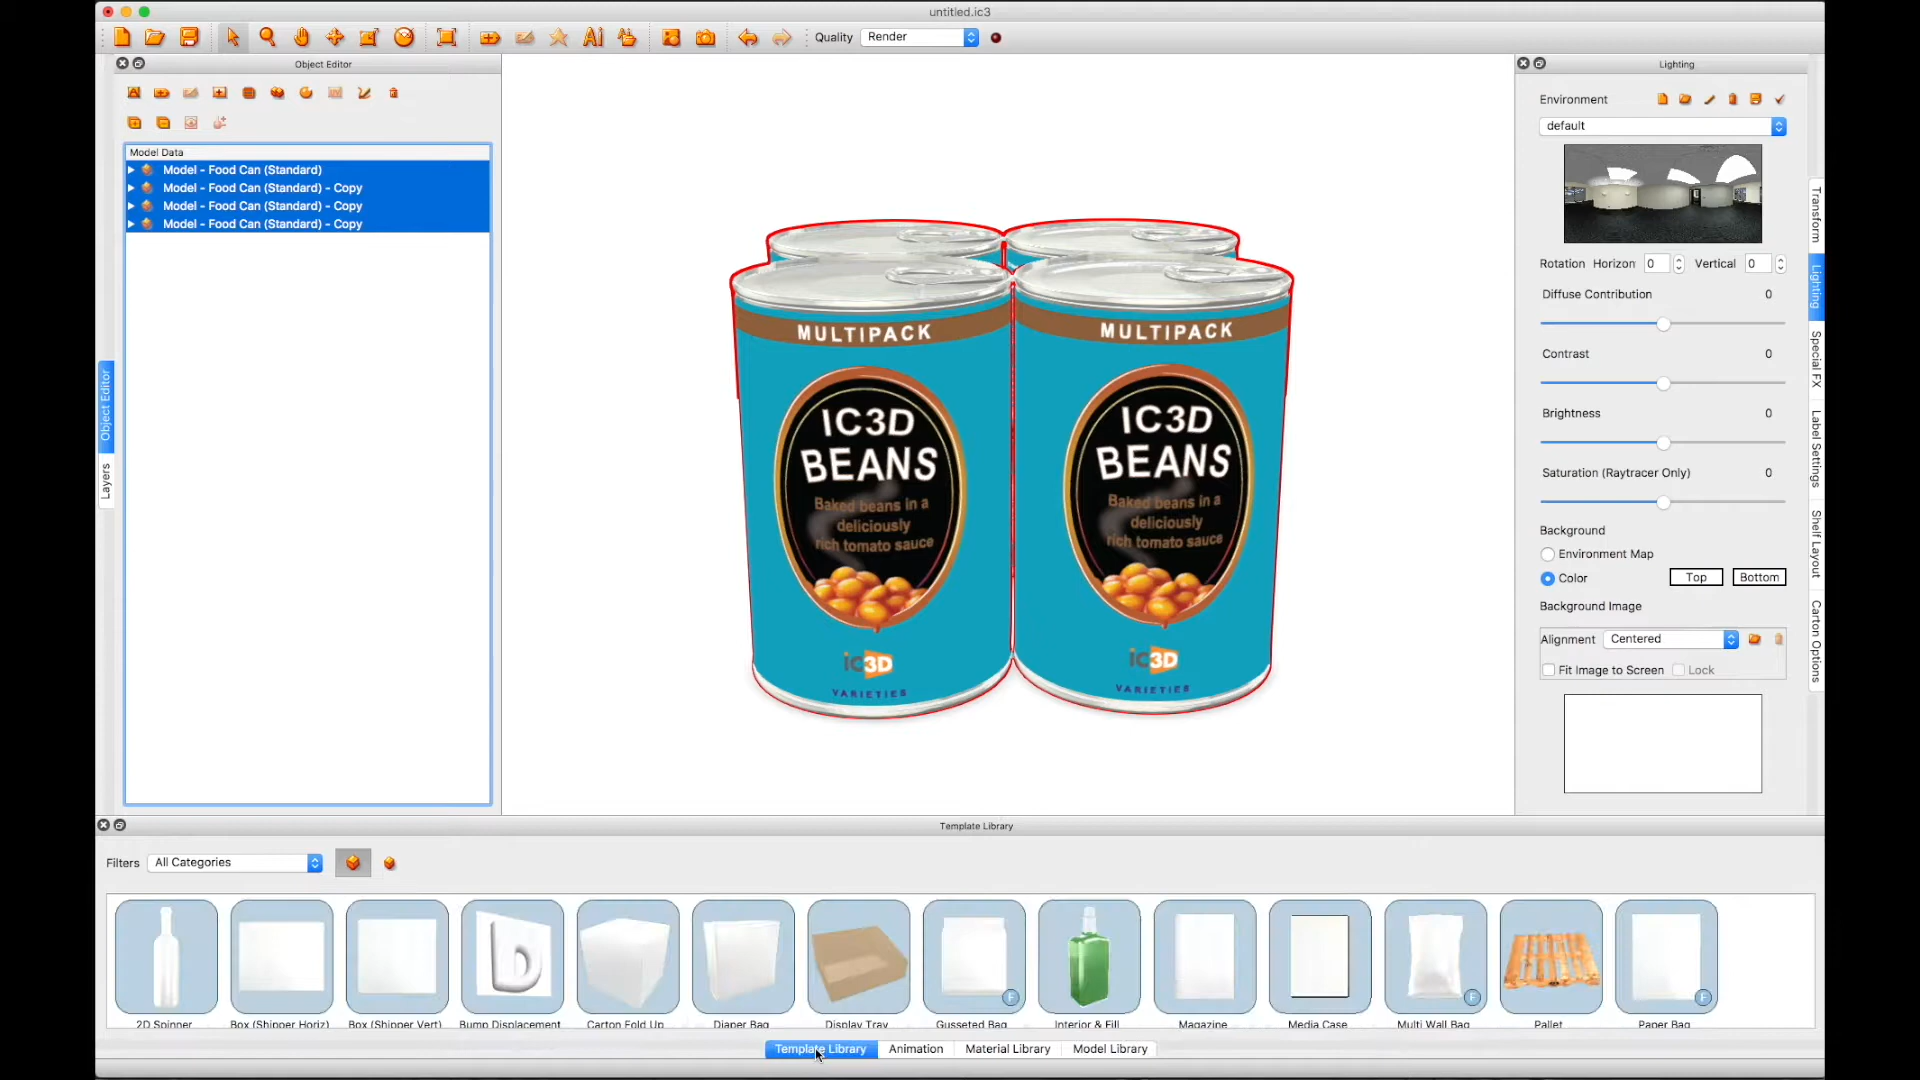 untitled.ic3
Quality Render
Object Editor
Model Data
Model - Food Can (Standard)
Model - Food Can (Standard) - Copy
Model - Food Can (Standard) - Copy
Model - Food Can (Standard) - Copy
Object Editor
Layers
MULTIPACK
IC3D
BEANS
Baked beans in a
deliciously
rich tomato sauce
ic3D
VARIETIES
MULTIPACK
IC3D
BEANS
Baked beans in a
deliciously
rich tomato sauce
ic3D
VARIETIES
Lighting
Environment
default
Rotation Horizon 0 Vertical 0
Diffuse Contribution 0
Contrast 0
Brightness 0
Saturation (Raytracer Only) 0
Background
Environment Map
Color Top Bottom
Background Image
Alignment Centered
Fit Image to Screen Lock
Transform
Lighting
Special FX
Label Settings
Shelf Layout
Carton Options
Template Library
Filters All Categories
b
F F F
2D Spinner Box (Shipper Horiz) Box (Shipper Vert) Bump Displacement Carton Fold Up Diaper Bag Display Tray Gusseted Bag Interior & Fill Magazine Media Case Multi Wall Bag Pallet Paper Bag
Template Library Animation Material Library Model Library